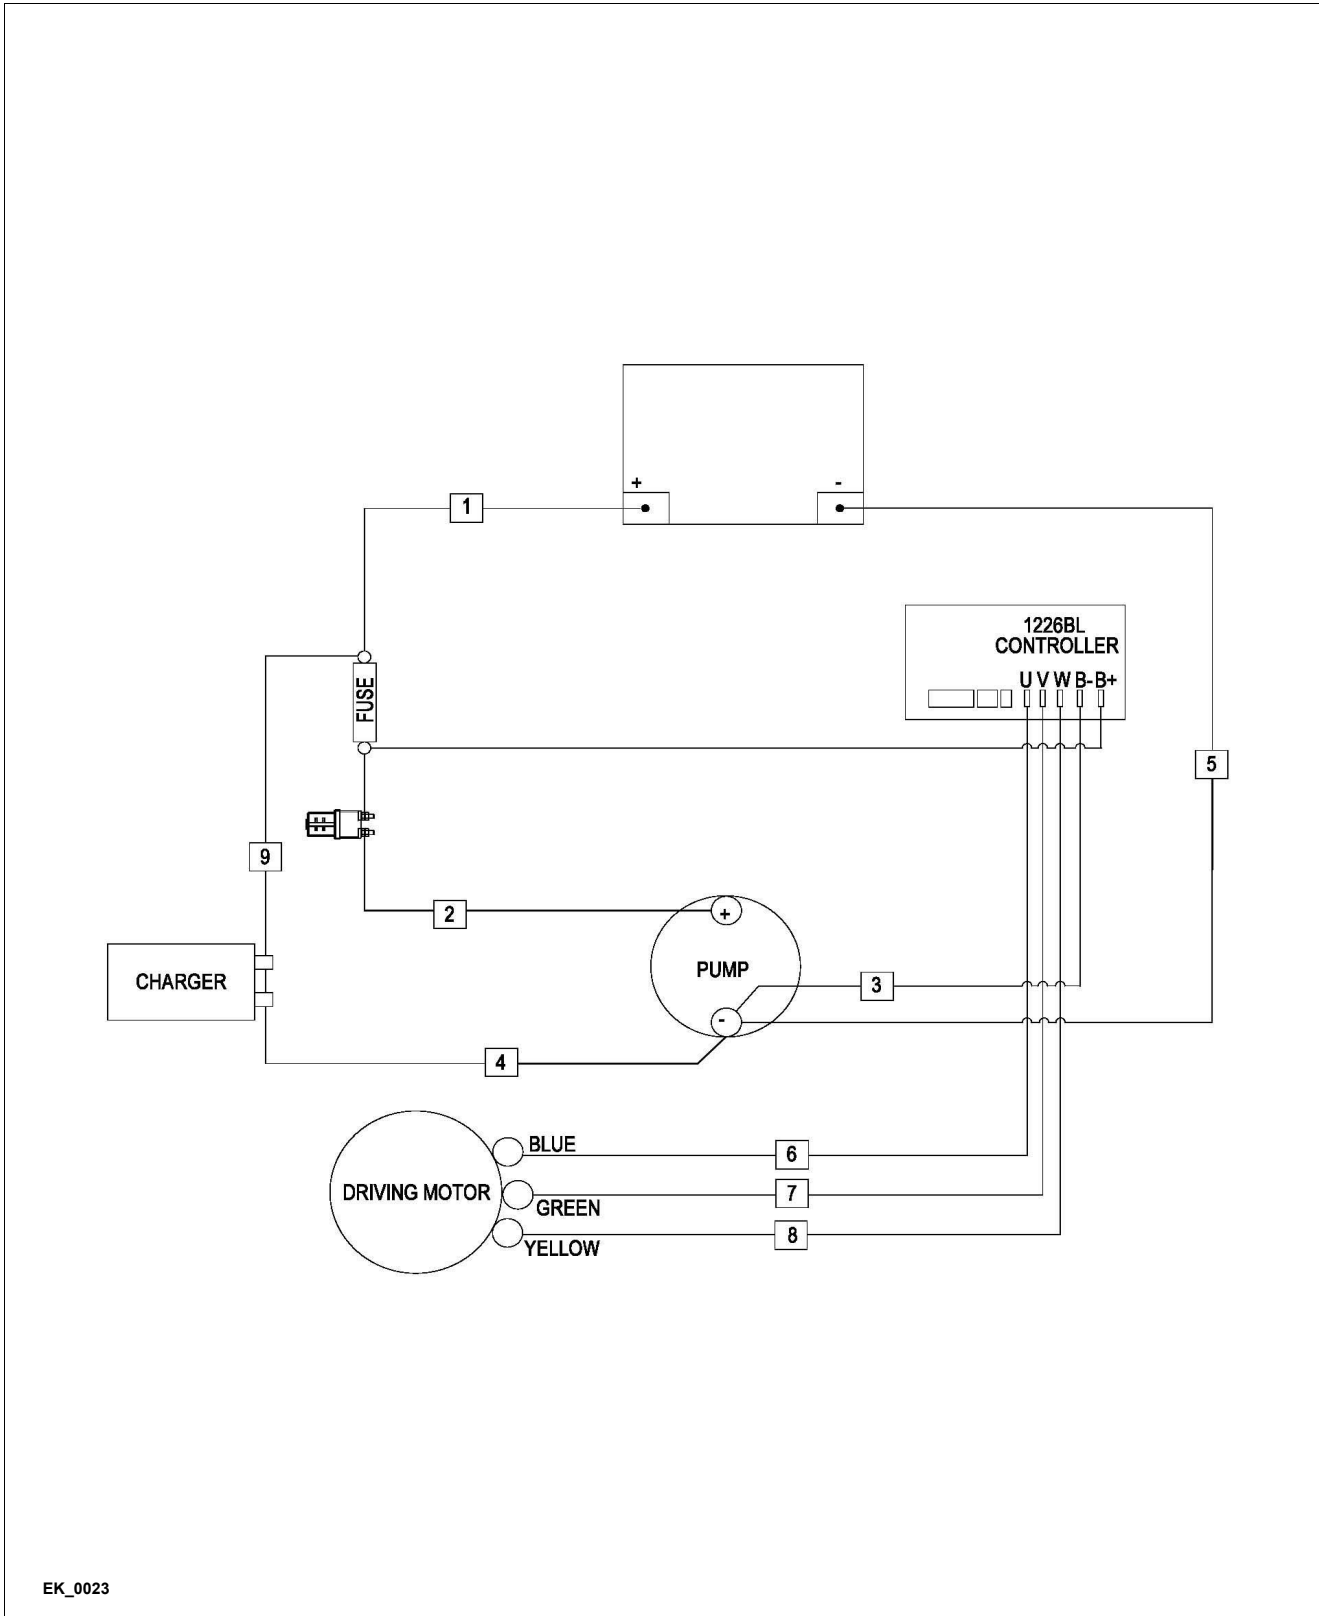 + -
1
1226BL
CONTROLLER
U V W B- B+
FUSE
5
9
2
+
PUMP
CHARGER
3
-
4
BLUE
6
DRIVING MOTOR
7
GREEN
8
YELLOW
EK_0023